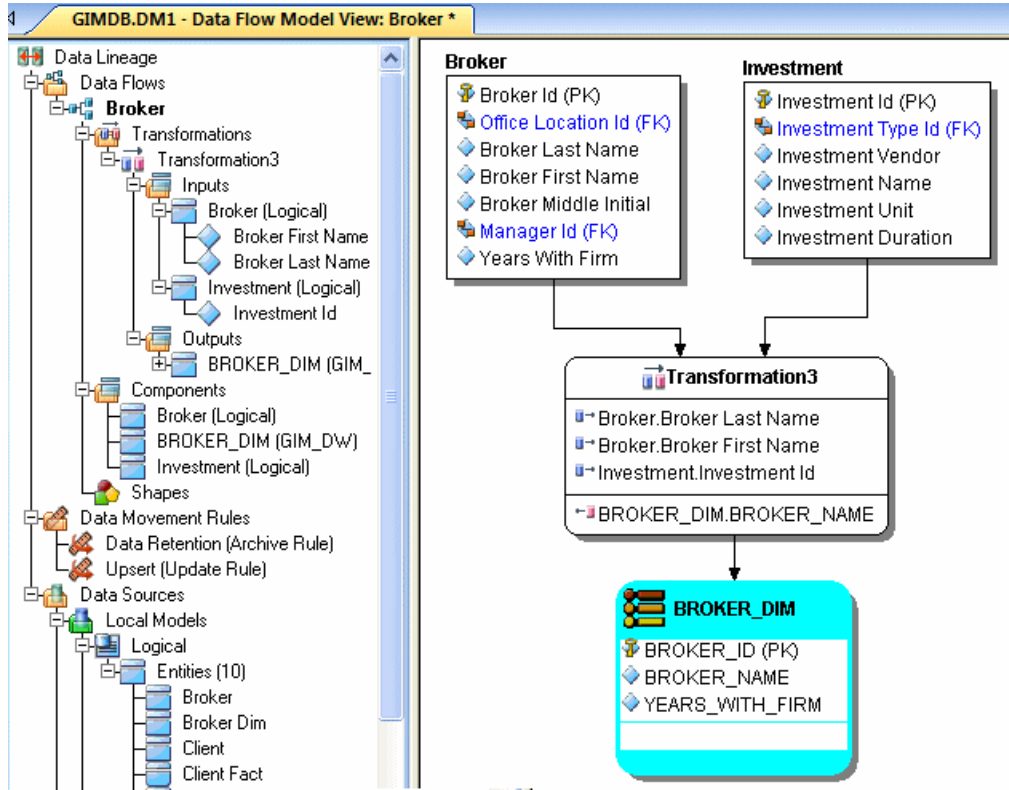 GIMDB.DM1 - Data Flow Model View: Broker *
Data Lineage
Data Flows
Broker
Transformations
Transformation3
Inputs
Broker (Logical)
Broker First Name
Broker Last Name
Investment (Logical)
Investment Id
Outputs
BROKER_DIM (GIM_
Components
Broker (Logical)
BROKER_DIM (GIM_DW)
Investment (Logical)
Shapes
Data Movement Rules
Data Retention (Archive Rule)
Upsert (Update Rule)
Data Sources
Local Models
Logical
Entities (10)
Broker
Broker Dim
Client
Client Fact
Broker
Broker Id (PK)
Office Location Id (FK)
Broker Last Name
Broker First Name
Broker Middle Initial
Manager Id (FK)
Years With Firm
Investment
Investment Id (PK)
Investment Type Id (FK)
Investment Vendor
Investment Name
Investment Unit
Investment Duration
Transformation3
Broker.Broker Last Name
Broker.Broker First Name
Investment.Investment Id
BROKER_DIM.BROKER_NAME
BROKER_DIM
BROKER_ID (PK)
BROKER_NAME
YEARS_WITH_FIRM